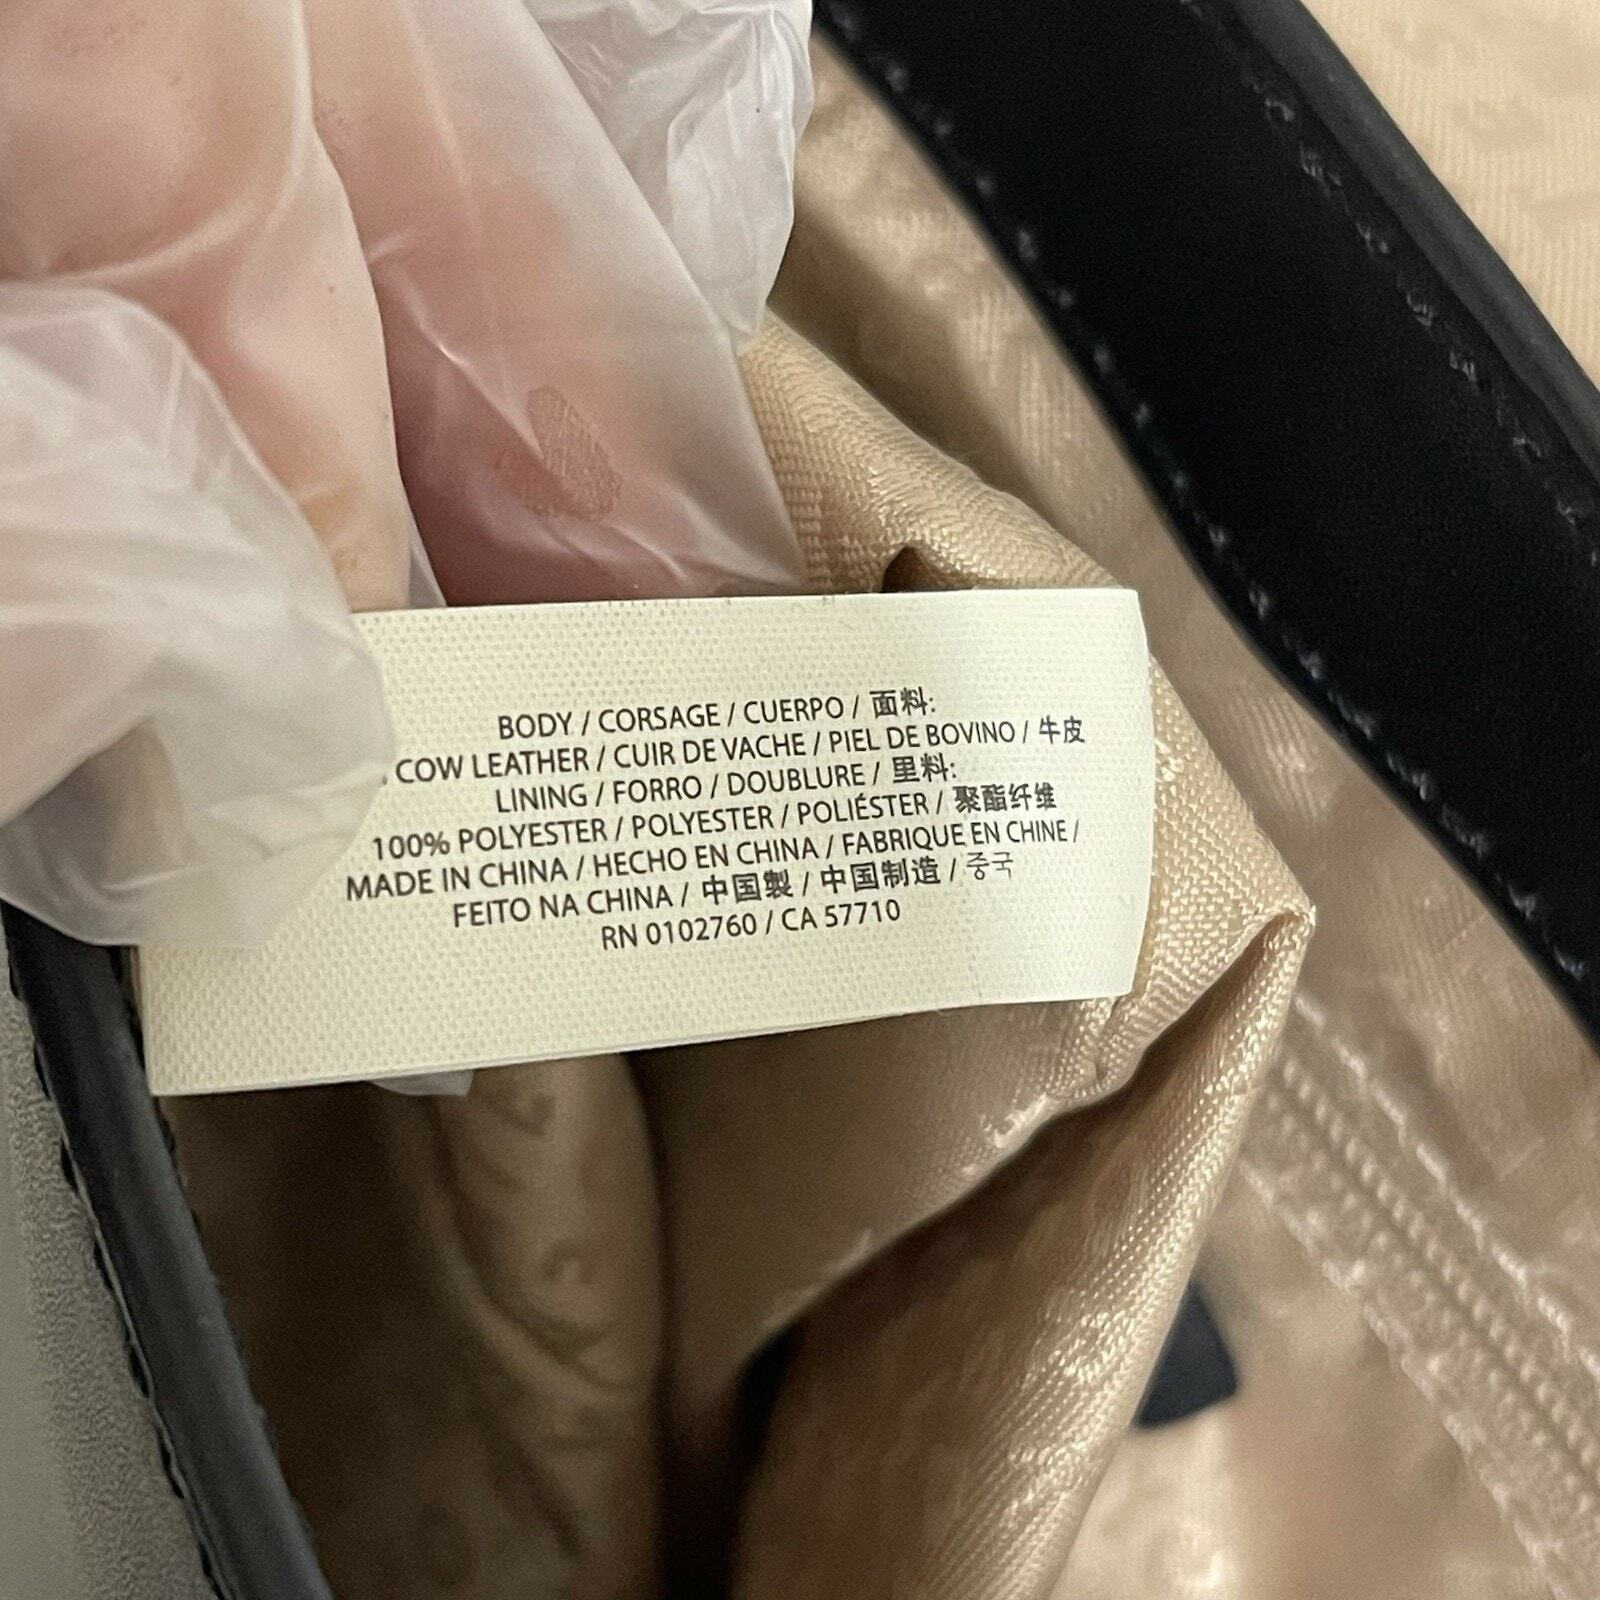 BODY / CORSAGE / CUERPO / 面料:
COW LEATHER / CUIR DE VACHE / PIEL DE BOVINO / 牛皮
LINING / FORRO / DOUBLURE / 里料:
100% POLYESTER / POLYESTER / POLIÉSTER / 聚酯纤维
MADE IN CHINA / HECHO EN CHINA / FABRIQUE EN CHINE /
FEITO NA CHINA / 中国製 / 中国制造 / 중국
RN 0102760 / CA 57710